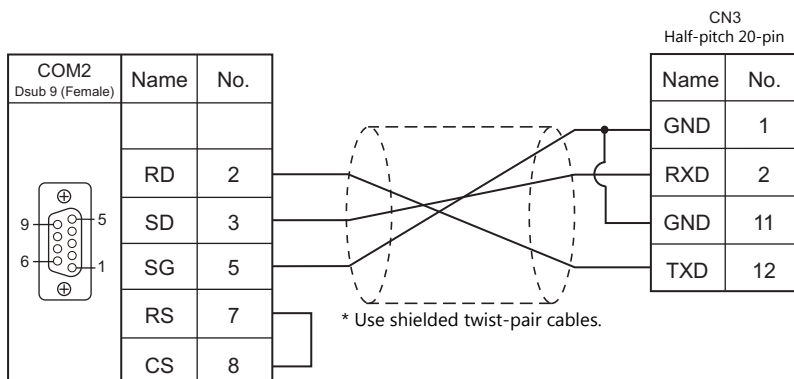 CN3
Half-pitch 20-pin
COM2
Dsub 9 (Female)
Name No.
Name No.
GND 1
RD 2
RXD 2
SD 3
GND 11
SG 5
TXD 12
RS 7
CS 8
9
5
6
1
* Use shielded twist-pair cables.